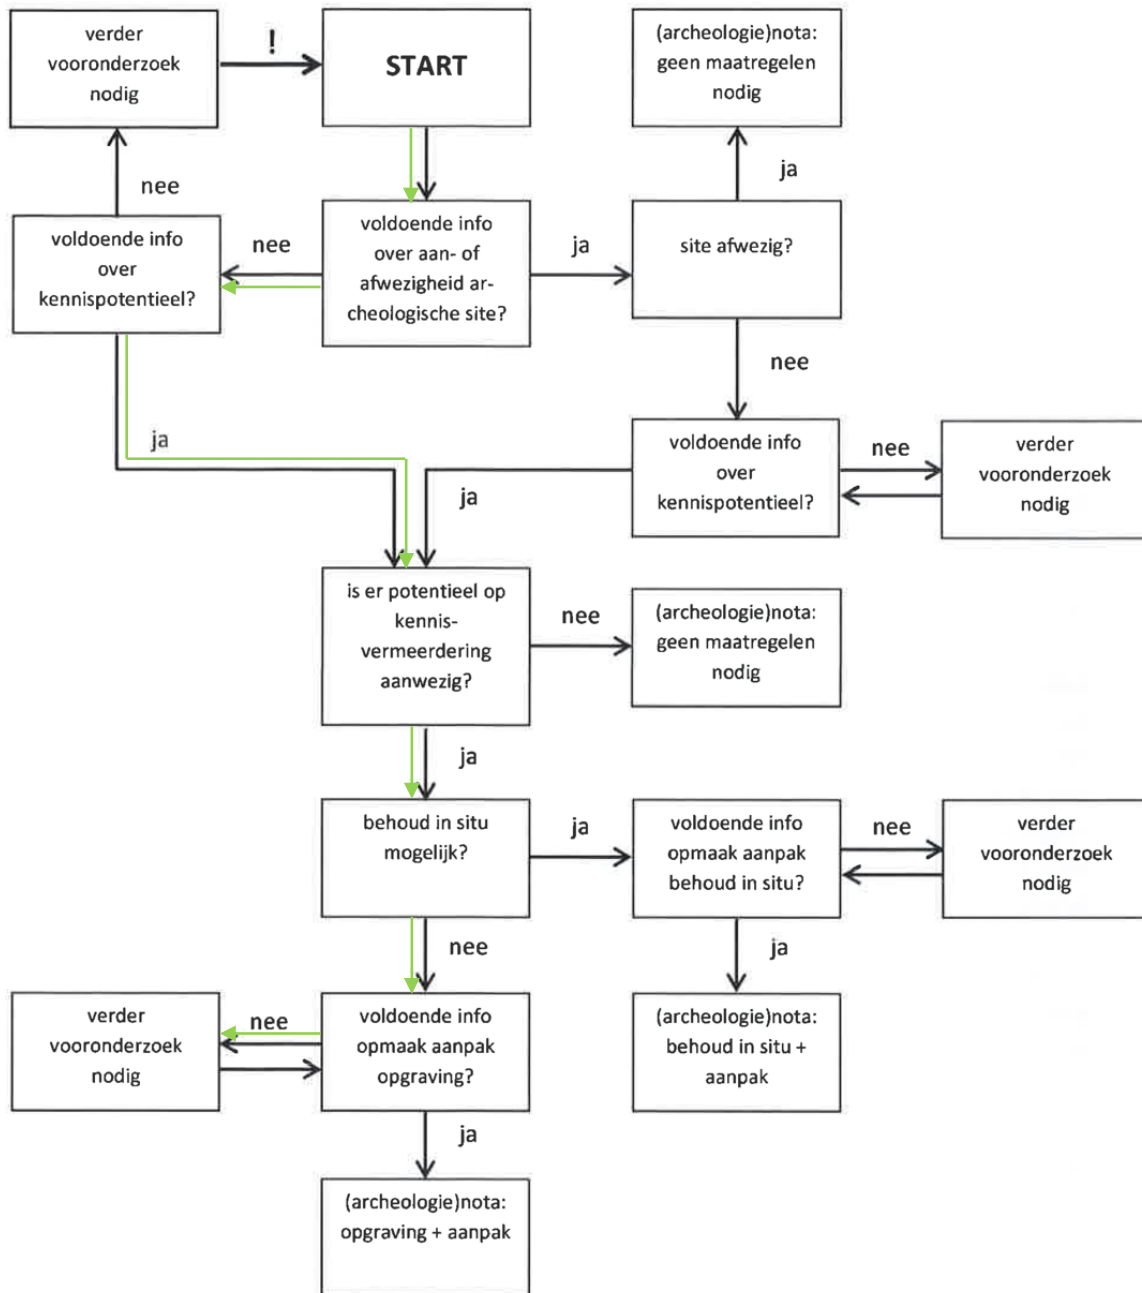 verder
vooronderzoek
nodig
!
START
(archeologie)nota:
geen maatregelen
nodig
nee
ja
voldoende info
over
kennispotentieel?
nee
voldoende info
over aan- of
afwezigheid ar-
cheologische site?
ja
site afwezig?
nee
ja
ja
voldoende info
over
kennispotentieel?
nee
verder
vooronderzoek
nodig
is er potentieel op
kennis-
vermeerdering
aanwezig?
nee
(archeologie)nota:
geen maatregelen
nodig
ja
behoud in situ
mogelijk?
ja
voldoende info
opmaak aanpak
behoud in situ?
nee
verder
vooronderzoek
nodig
nee
ja
verder
vooronderzoek
nodig
nee
voldoende info
opmaak aanpak
opgraving?
(archeologie)nota:
behoud in situ +
aanpak
ja
(archeologie)nota:
opgraving + aanpak